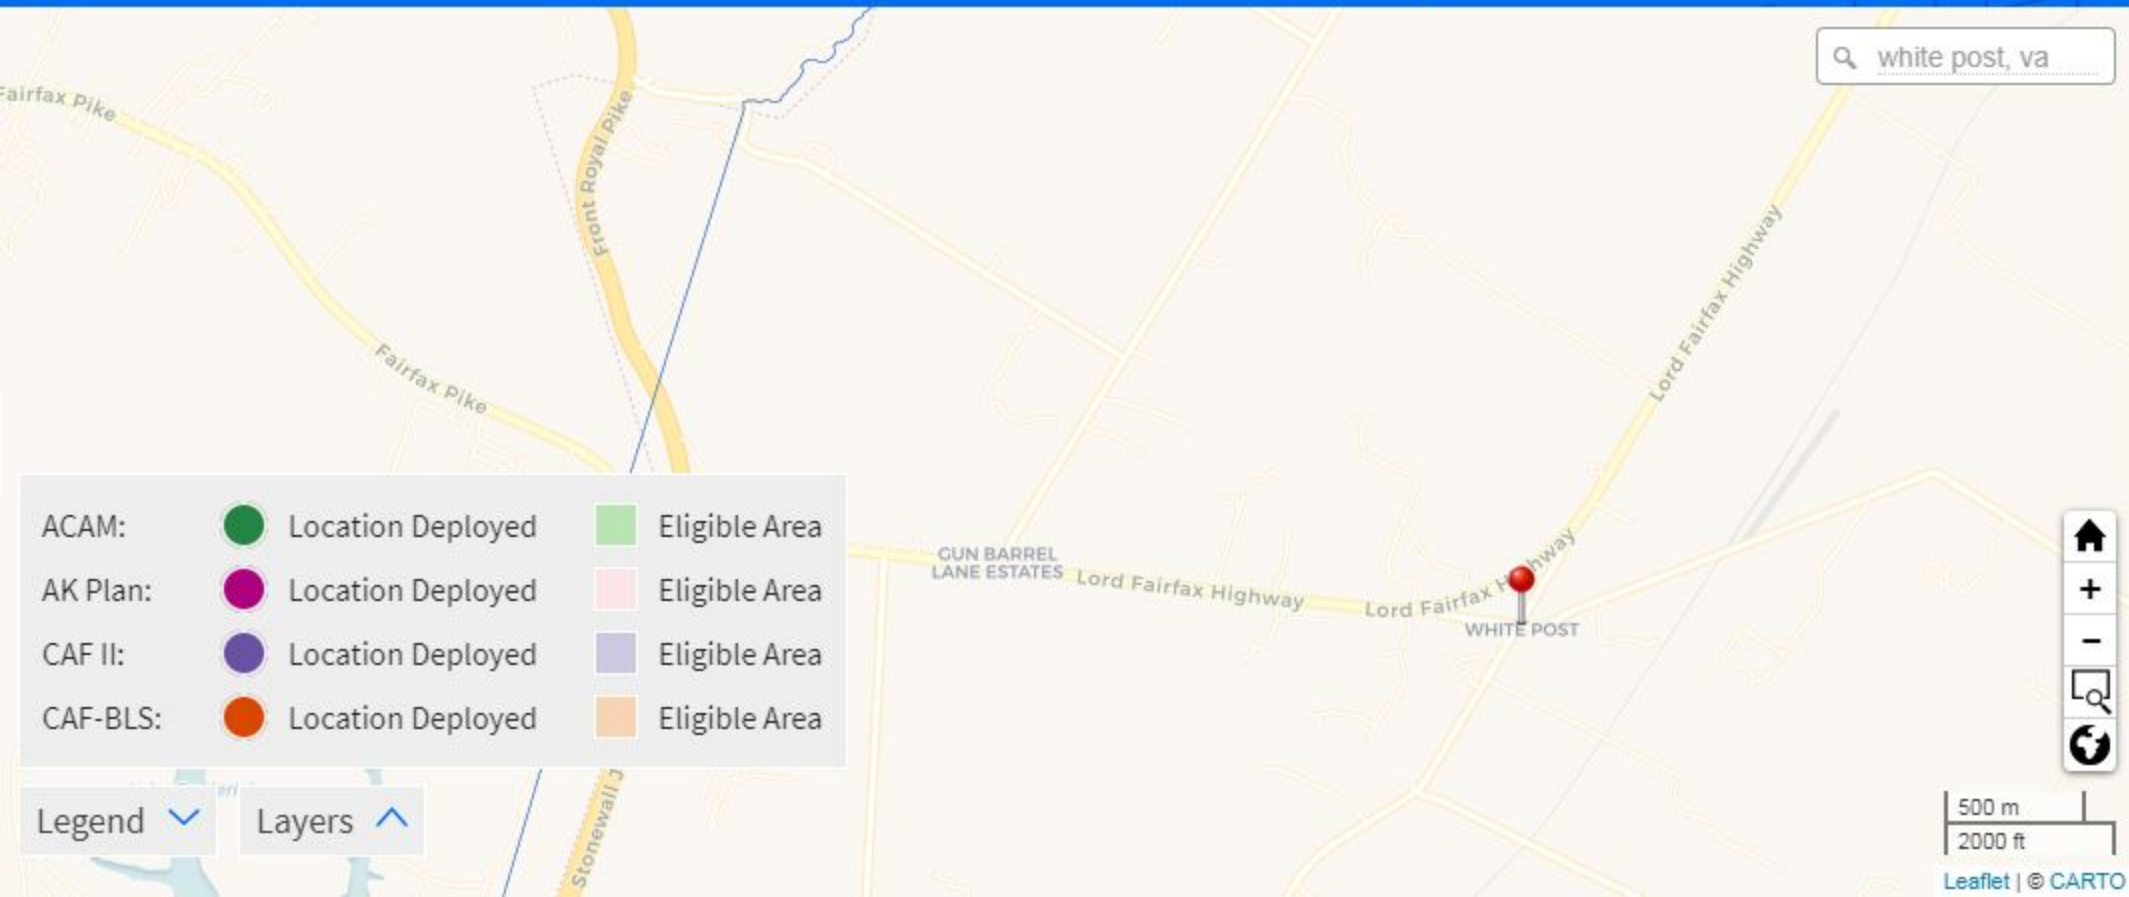 white post, va
Fairfax Pike
Front Royal Pike
Lord Fairfax Highway
Fairfax Pike
GUN BARREL
LANE ESTATES
Lord Fairfax Highway
Lord Fairfax Highway
WHITE POST
ACAM: Location Deployed Eligible Area
AK Plan: Location Deployed Eligible Area
CAF II: Location Deployed Eligible Area
CAF-BLS: Location Deployed Eligible Area
Legend Layers
Stonewall J
+
−
500 m
2000 ft
Leaflet | © CARTO